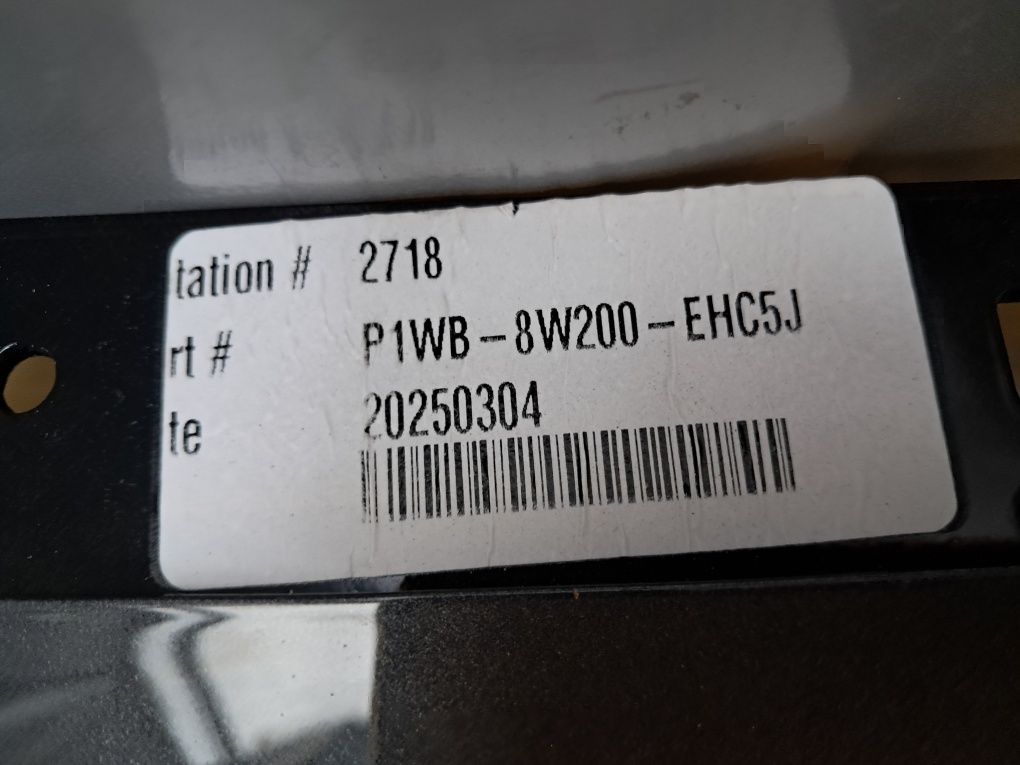 tation # 2718
rt # P1WB-8W200-EHC5J
te 20250304